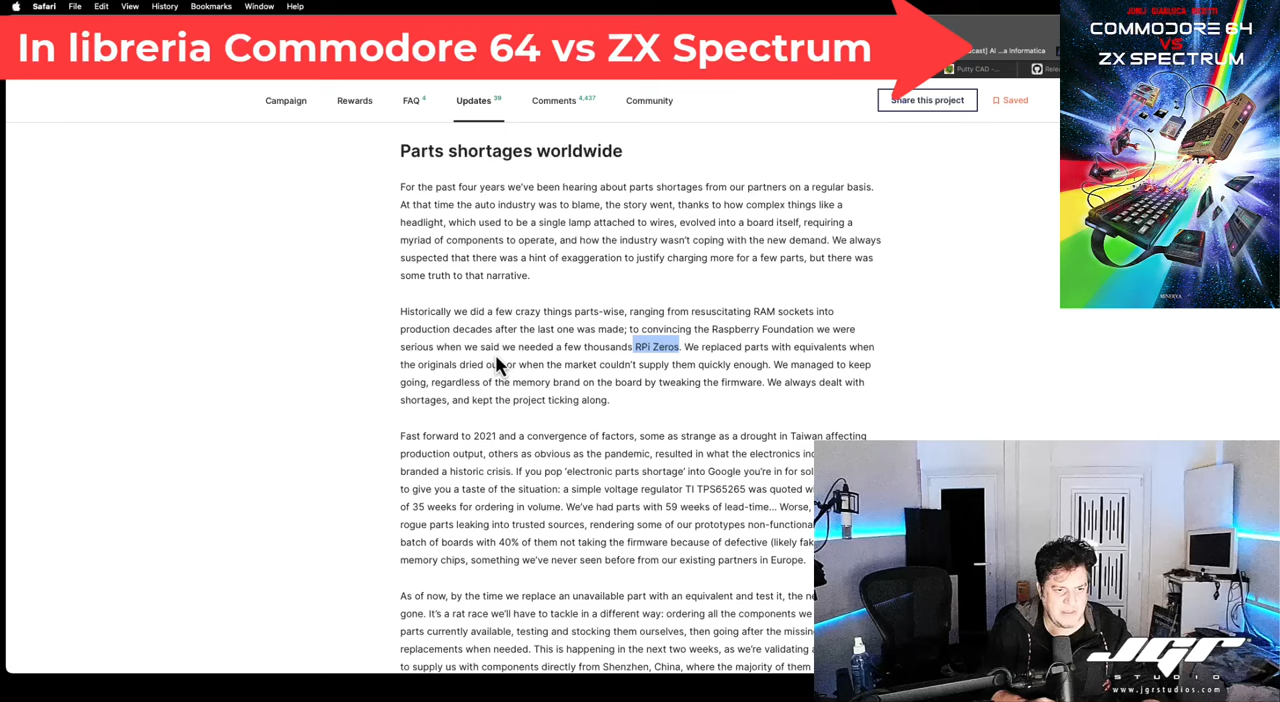 Safari File Edit View History Bookmarks Window Help
In libreria Commodore 64 vs ZX Spectrum
COMMODORE 64
VS
ZX SPECTRUM
MINERVA
Putty CAD -...
Campaign Rewards FAQ 4 Updates 39 Comments 4,437 Community Share this project Saved
Parts shortages worldwide
For the past four years we've been hearing about parts shortages from our partners on a regular basis.
At that time the auto industry was to blame, the story went, thanks to how complex things like a
headlight, which used to be a single lamp attached to wires, evolved into a board itself, requiring a
myriad of components to operate, and how the industry wasn't coping with the new demand. We always
suspected that there was a hint of exaggeration to justify charging more for a few parts, but there was
some truth to that narrative.
Historically we did a few crazy things parts-wise, ranging from resuscitating RAM sockets into
production decades after the last one was made; to convincing the Raspberry Foundation we were
serious when we said we needed a few thousands RPi Zeros. We replaced parts with equivalents when
the originals dried or when the market couldn't supply them quickly enough. We managed to keep
going, regardless of the memory brand on the board by tweaking the firmware. We always dealt with
shortages, and kept the project ticking along.
Fast forward to 2021 and a convergence of factors, some as strange as a drought in Taiwan affecting
production output, others as obvious as the pandemic, resulted in what the electronics
branded a historic crisis. If you pop 'electronic parts shortage' into Google you're in for
to give you a taste of the situation: a simple voltage regulator TI TPS65265 was quoted
of 35 weeks for ordering in volume. We've had parts with 59 weeks of lead-time... Worse,
rogue parts leaking into trusted sources, rendering some of our prototypes
batch of boards with 40% of them not taking the firmware because of defective (likely
memory chips, something we've never seen before from our existing partners in Europe.
As of now, by the time we replace an unavailable part with an equivalent and test it, the
gone. It's a rat race we'll have to tackle in a different way: ordering all the components we
parts currently available, testing and stocking them ourselves, then going after the
replacements when needed. This is happening in the next two weeks, as we're validating
to supply us with components directly from Shenzhen, China, where the majority of them
JGR
STUDIO
www.jgrstudios.com